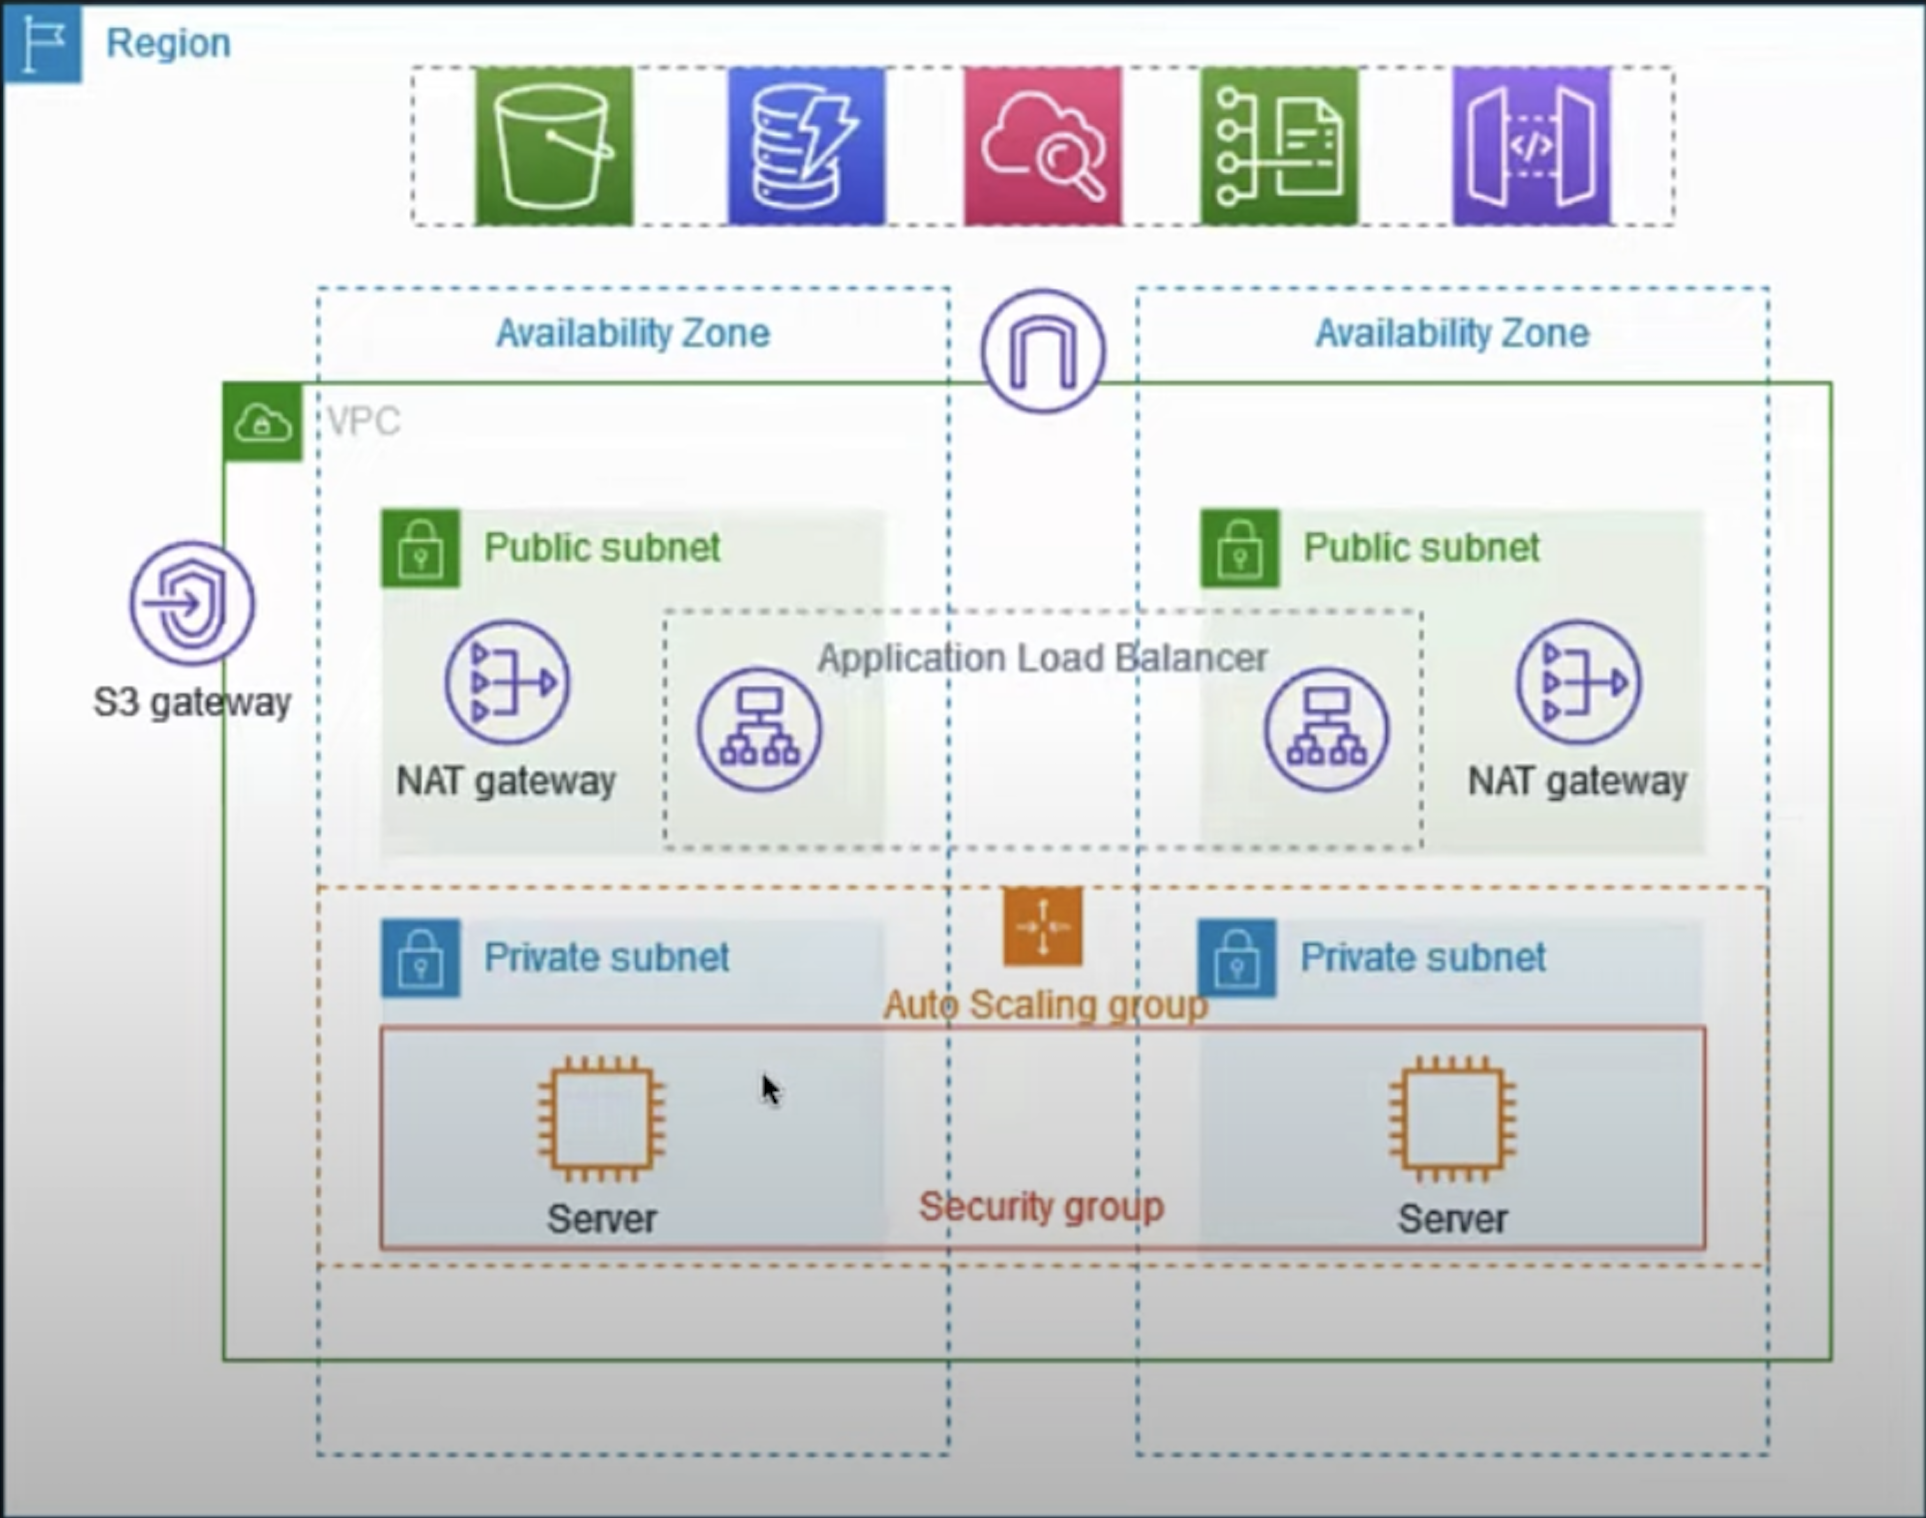 Region
Availability Zone
Availability Zone
VPC
Public subnet
Public subnet
Application Load Balancer
S3 gateway
NAT gateway
NAT gateway
Private subnet
Private subnet
Auto Scaling group
Security group
Server
Server